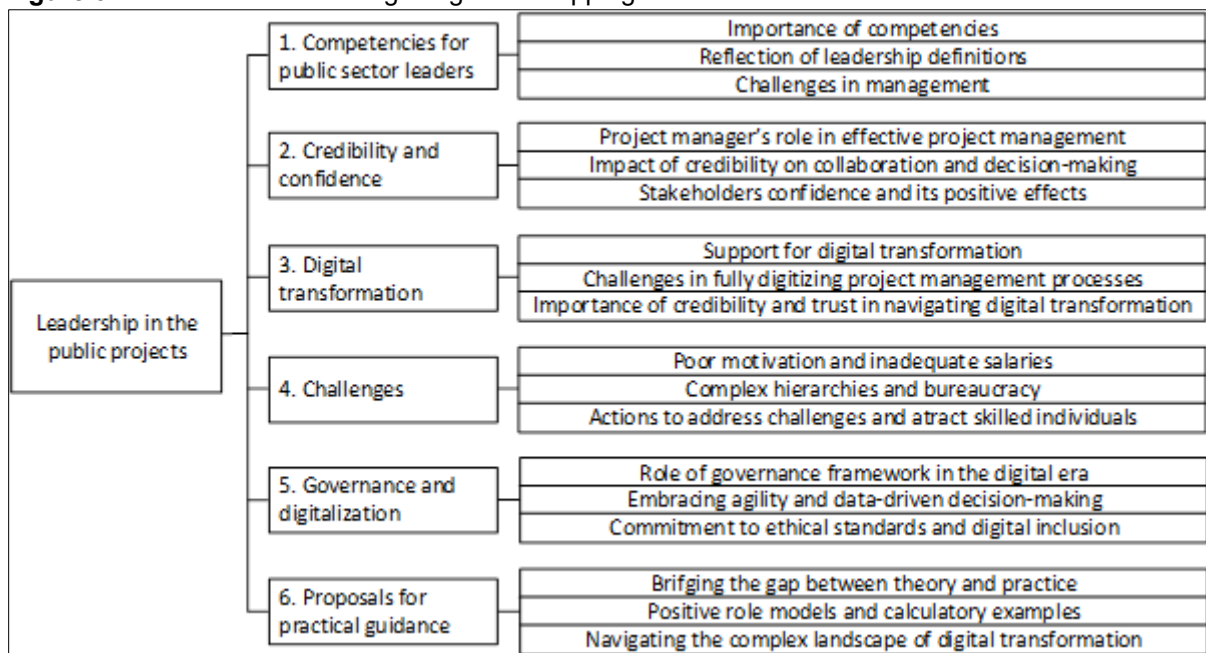 Leadership in the
public projects
1. Competencies for
public sector leaders
Importance of competencies
Reflection of leadership definitions
Challenges in management
2. Credibility and
confidence
Project manager's role in effective project management
Impact of credibility on collaboration and decision-making
Stakeholders confidence and its positive effects
3. Digital
transformation
Support for digital transformation
Challenges in fully digitizing project management processes
Importance of credibility and trust in navigating digital transformation
4. Challenges
Poor motivation and inadequate salaries
Complex hierarchies and bureaucracy
Actions to address challenges and atract skilled individuals
5. Governance and
digitalization
Role of governance framework in the digital era
Embracing agility and data-driven decision-making
Commitment to ethical standards and digital inclusion
6. Proposals for
practical guidance
Brifging the gap between theory and practice
Positive role models and calculatory examples
Navigating the complex landscape of digital transformation